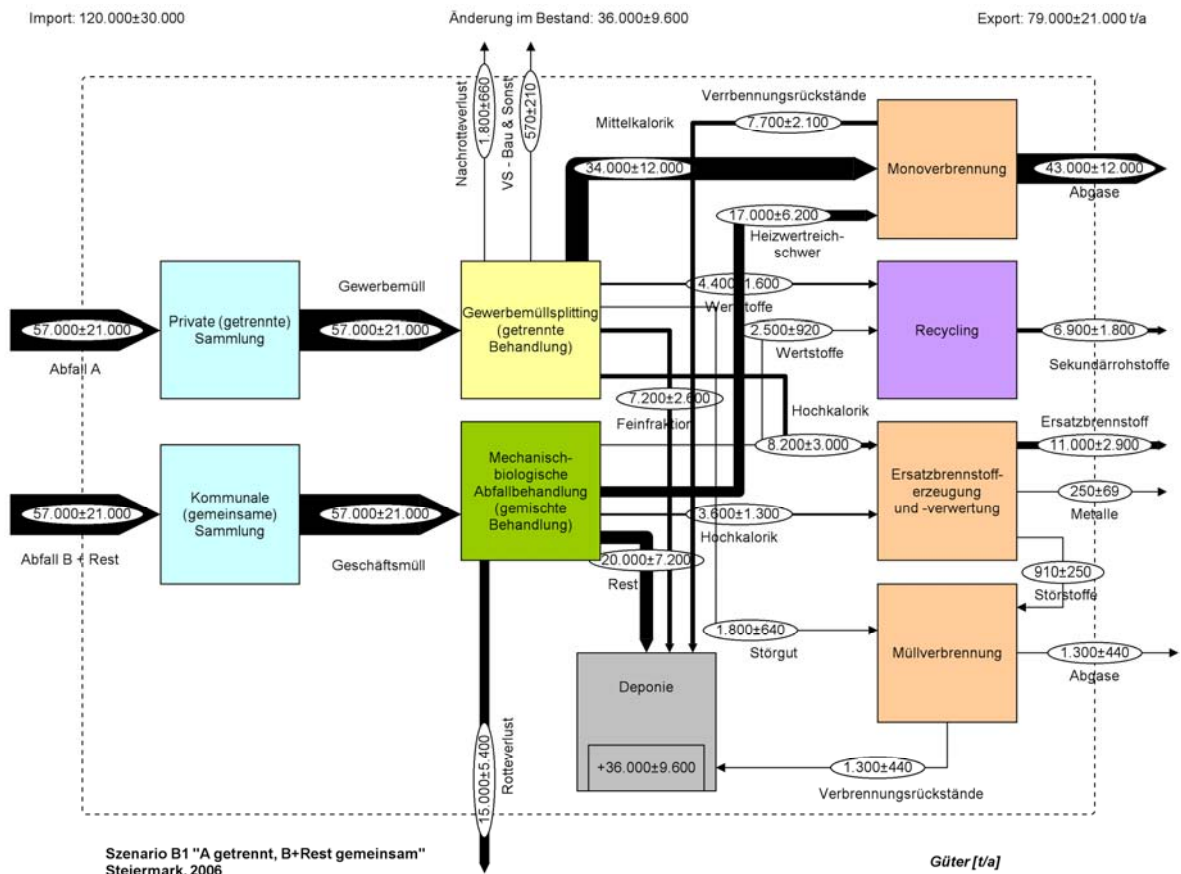 Import: 120.000±30.000
Änderung im Bestand: 36.000±9.600
Export: 79.000±21.000 t/a
Nachrotteverlust
1.800±660
VS - Bau & Sonst
570±210
Verrbennungsrückstände
7.700±2.100
Mittelkalorik
34.000±12.000
Monoverbrennung
43.000±12.000
Abgase
17.000±6.200
Heizwertreich-
schwer
57.000±21.000
Abfall A
Private (getrennte)
Sammlung
Gewerbemüll
57.000±21.000
Gewerbemüllsplitting
(getrennte
Behandlung)
4.400±1.600
Wertstoffe
2.500±920
Wertstoffe
Recycling
6.900±1.800
Sekundärrohstoffe
7.200±2.600
Feinfraktion
Hochkalorik
8.200±3.000
57.000±21.000
Abfall B + Rest
Kommunale
(gemeinsame)
Sammlung
57.000±21.000
Geschäftsmüll
Mechanisch-
biologische
Abfallbehandlung
(gemischte
Behandlung)
3.600±1.300
Hochkalorik
20.000±7.200
Rest
Ersatzbrennstoff-
erzeugung
und -verwertung
Ersatzbrennstoff
11.000±2.900
250±69
Metalle
910±250
Störstoffe
1.800±640
Störgut
Müllverbrennung
1.300±440
Abgase
Deponie
+36.000±9.600
1.300±440
Verbrennungsrückstände
15.000±5.400
Rotteverlust
Szenario B1 "A getrennt, B+Rest gemeinsam"
Steiermark, 2006
Güter [t/a]